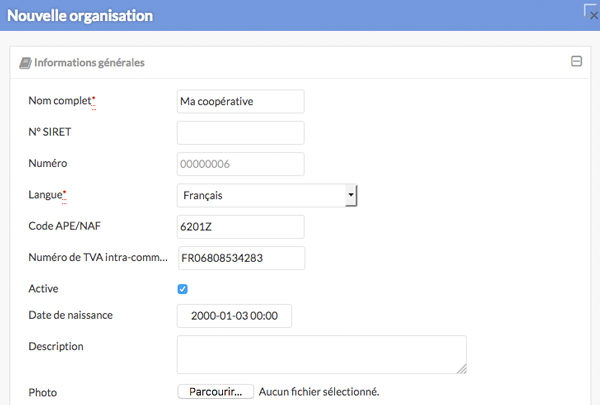 Nouvelle organisation
Informations générales
Nom complet* Ma coopérative
N° SIRET
Numéro 00000006
Langue* Français
Code APE/NAF 6201Z
Numéro de TVA intra-comm... FR06808534283
Active
Date de naissance 2000-01-03 00:00
Description
Photo Parcourir... Aucun fichier sélectionné.